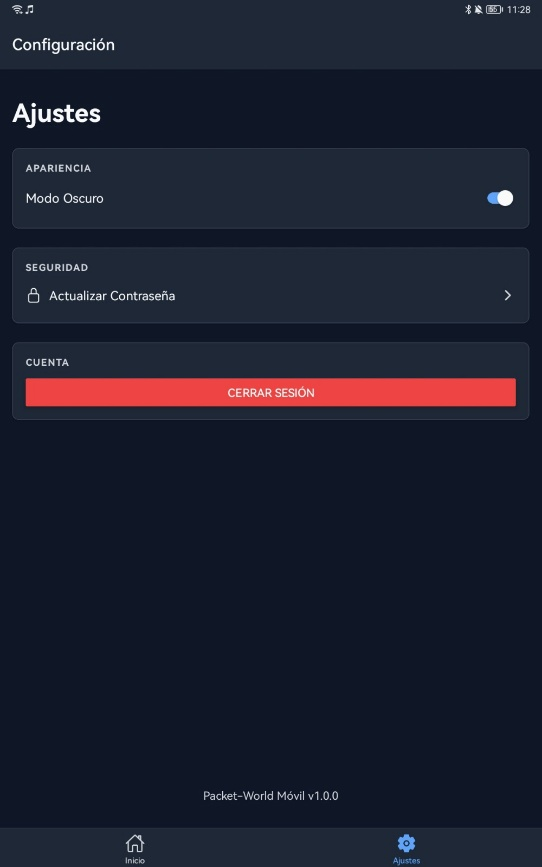 11:28
Configuración
Ajustes
APARIENCIA
Modo Oscuro
SEGURIDAD
Actualizar Contraseña
CUENTA
CERRAR SESIÓN
Packet-World Móvil v1.0.0
Inicio
Ajustes